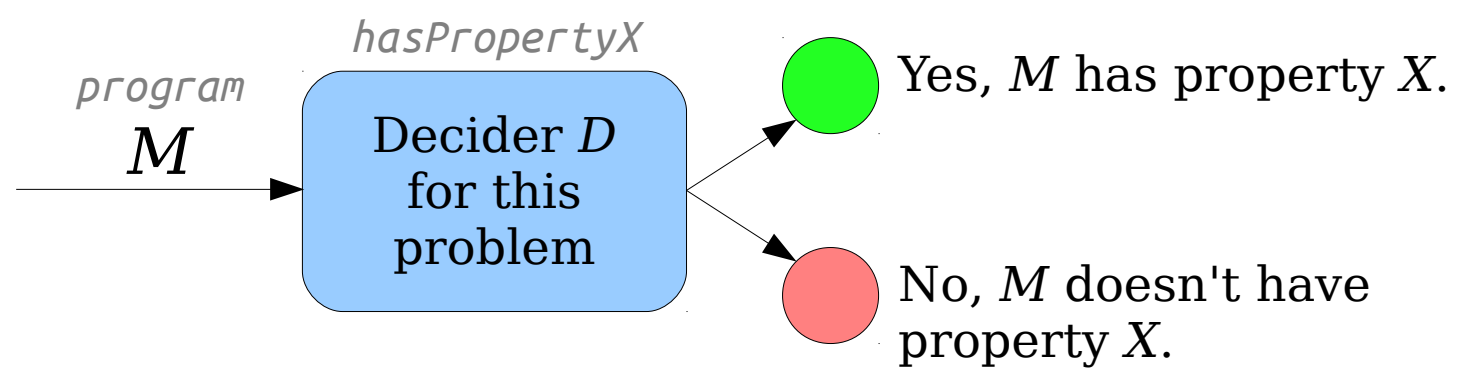 hasPropertyX
program
M
Decider D
for this
problem
Yes, M has property X.
No, M doesn't have
property X.